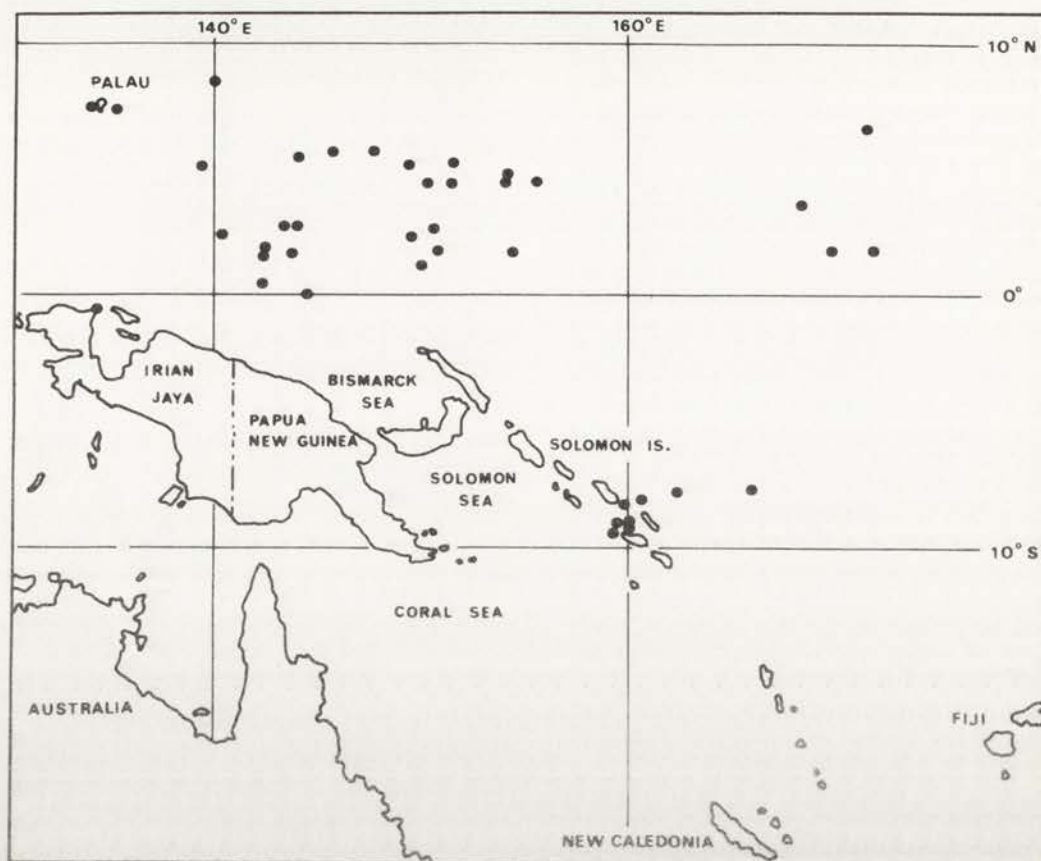 140°E
160°E
10°N
PALAU
0°
IRIAN
JAYA
BISMARCK
SEA
PAPUA
NEW GUINEA
SOLOMON IS.
SOLOMON
SEA
10°S
CORAL SEA
AUSTRALIA
FIJI
NEW CALEDONIA